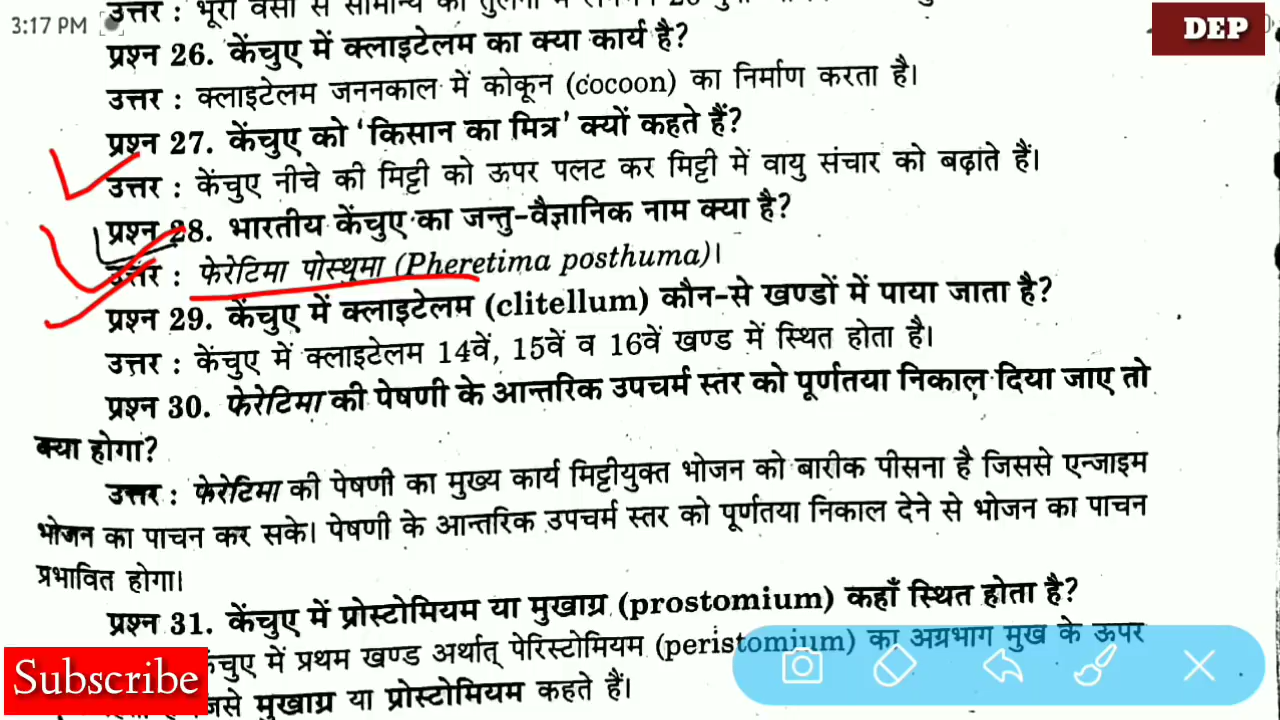 3:17 PM
DEP
उत्तर : भूरी वसा से सामान्य की तुलना में
प्रश्न 26. केंचुए में क्लाइटेलम का क्या कार्य है?
उत्तर : क्लाइटेलम जननकाल में कोकून (cocoon) का निर्माण करता है।
प्रश्न 27. केंचुए को ‘किसान का मित्र’ क्यों कहते हैं?
उत्तर : केंचुए नीचे की मिट्टी को ऊपर पलट कर मिट्टी में वायु संचार को बढ़ाते हैं।
प्रश्न 28. भारतीय केंचुए का जन्तु-वैज्ञानिक नाम क्या है?
उत्तर : फेरेटिमा पोस्थुमा (Pheretima posthuma)।
प्रश्न 29. केंचुए में क्लाइटेलम (clitellum) कौन-से खण्डों में पाया जाता है?
उत्तर : केंचुए में क्लाइटेलम 14वें, 15वें व 16वें खण्ड में स्थित होता है।
प्रश्न 30. फेरेटिमा की पेषणी के आन्तरिक उपचर्म स्तर को पूर्णतया निकाल दिया जाए तो
क्या होगा?
उत्तर : फेरेटिमा की पेषणी का मुख्य कार्य मिट्टीयुक्त भोजन को बारीक पीसना है जिससे एन्जाइम
भोजन का पाचन कर सके। पेषणी के आन्तरिक उपचर्म स्तर को पूर्णतया निकाल देने से भोजन का पाचन
प्रभावित होगा।
प्रश्न 31. केंचुए में प्रोस्टोमियम या मुखाग्र (prostomium) कहाँ स्थित होता है?
केंचुए में प्रथम खण्ड अर्थात् पेरिस्टोमियम (peristomium) का अग्रभाग मुख के ऊपर
जिसे मुखाग्र या प्रोस्टोमियम कहते हैं।
Subscribe